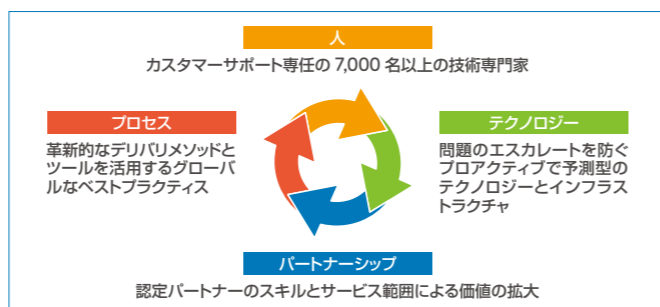 人
カスタマーサポート専任の 7,000 名以上の技術専門家
プロセス
革新的なデリバリメソッドと
ツールを活用するグローバ
ルなベストプラクティス
テクノロジー
問題のエスカレートを防ぐ
プロアクティブで予測型の
テクノロジーとインフラス
トラクチャ
パートナーシップ
認定パートナーのスキルとサービス範囲による価値の拡大